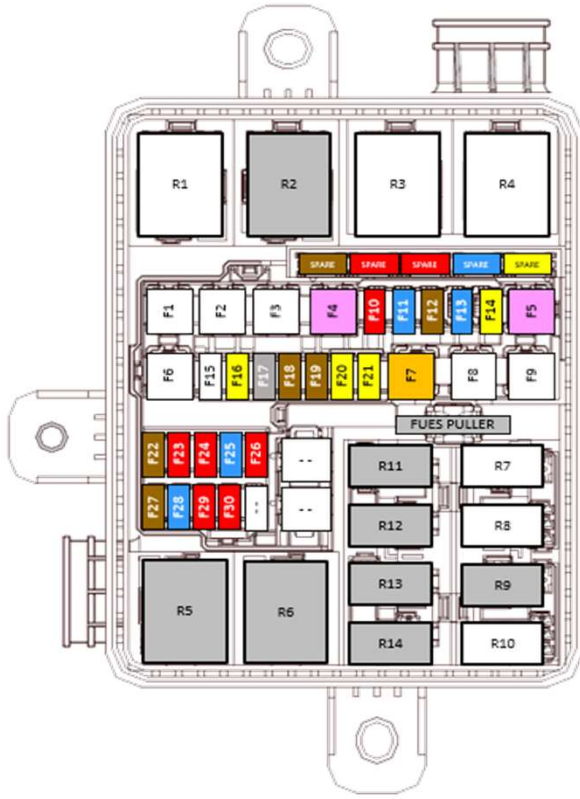 R1 R2 R3 R4
SPARE SPARE SPARE SPARE SPARE
F1 F2 F3 F4 F10 F11 F12 F13 F14 F5
F6 F15 F16 F17 F18 F19 F20 F21 F7 F8 F9
FUES PULLER
F22 F23 F24 F25 F26 --
R11 R7
F27 F28 F29 F30 -- --
R12 R8
R13 R9
R5 R6
R14 R10